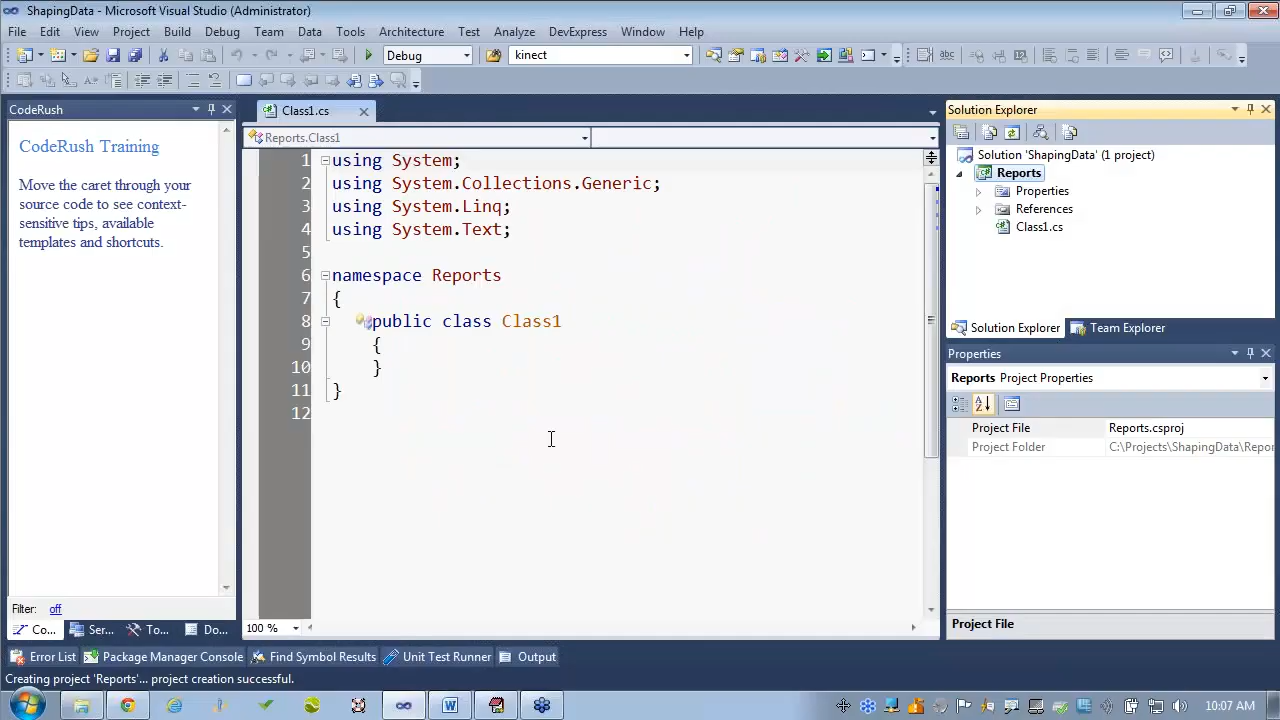 ShapingData - Microsoft Visual Studio (Administrator)
File Edit View Project Build Debug Team Data Tools Architecture Test Analyze DevExpress Window Help
Debug kinect
CodeRush
CodeRush Training
Move the caret through your
source code to see context-
sensitive tips, available
templates and shortcuts.
Filter: off
Co... Ser... To... Do...
Class1.cs
Reports.Class1
1 using System;
2 using System.Collections.Generic;
3 using System.Linq;
4 using System.Text;
5
6 namespace Reports
7 {
8 public class Class1
9 {
10 }
11 }
12
100 %
Solution Explorer
Solution 'ShapingData' (1 project)
Reports
Properties
References
Class1.cs
Solution Explorer Team Explorer
Properties
Reports Project Properties
Project File Reports.csproj
Project Folder C:\Projects\ShapingData\Repor
Project File
Error List Package Manager Console Find Symbol Results Unit Test Runner Output
Creating project 'Reports'... project creation successful.
10:07 AM